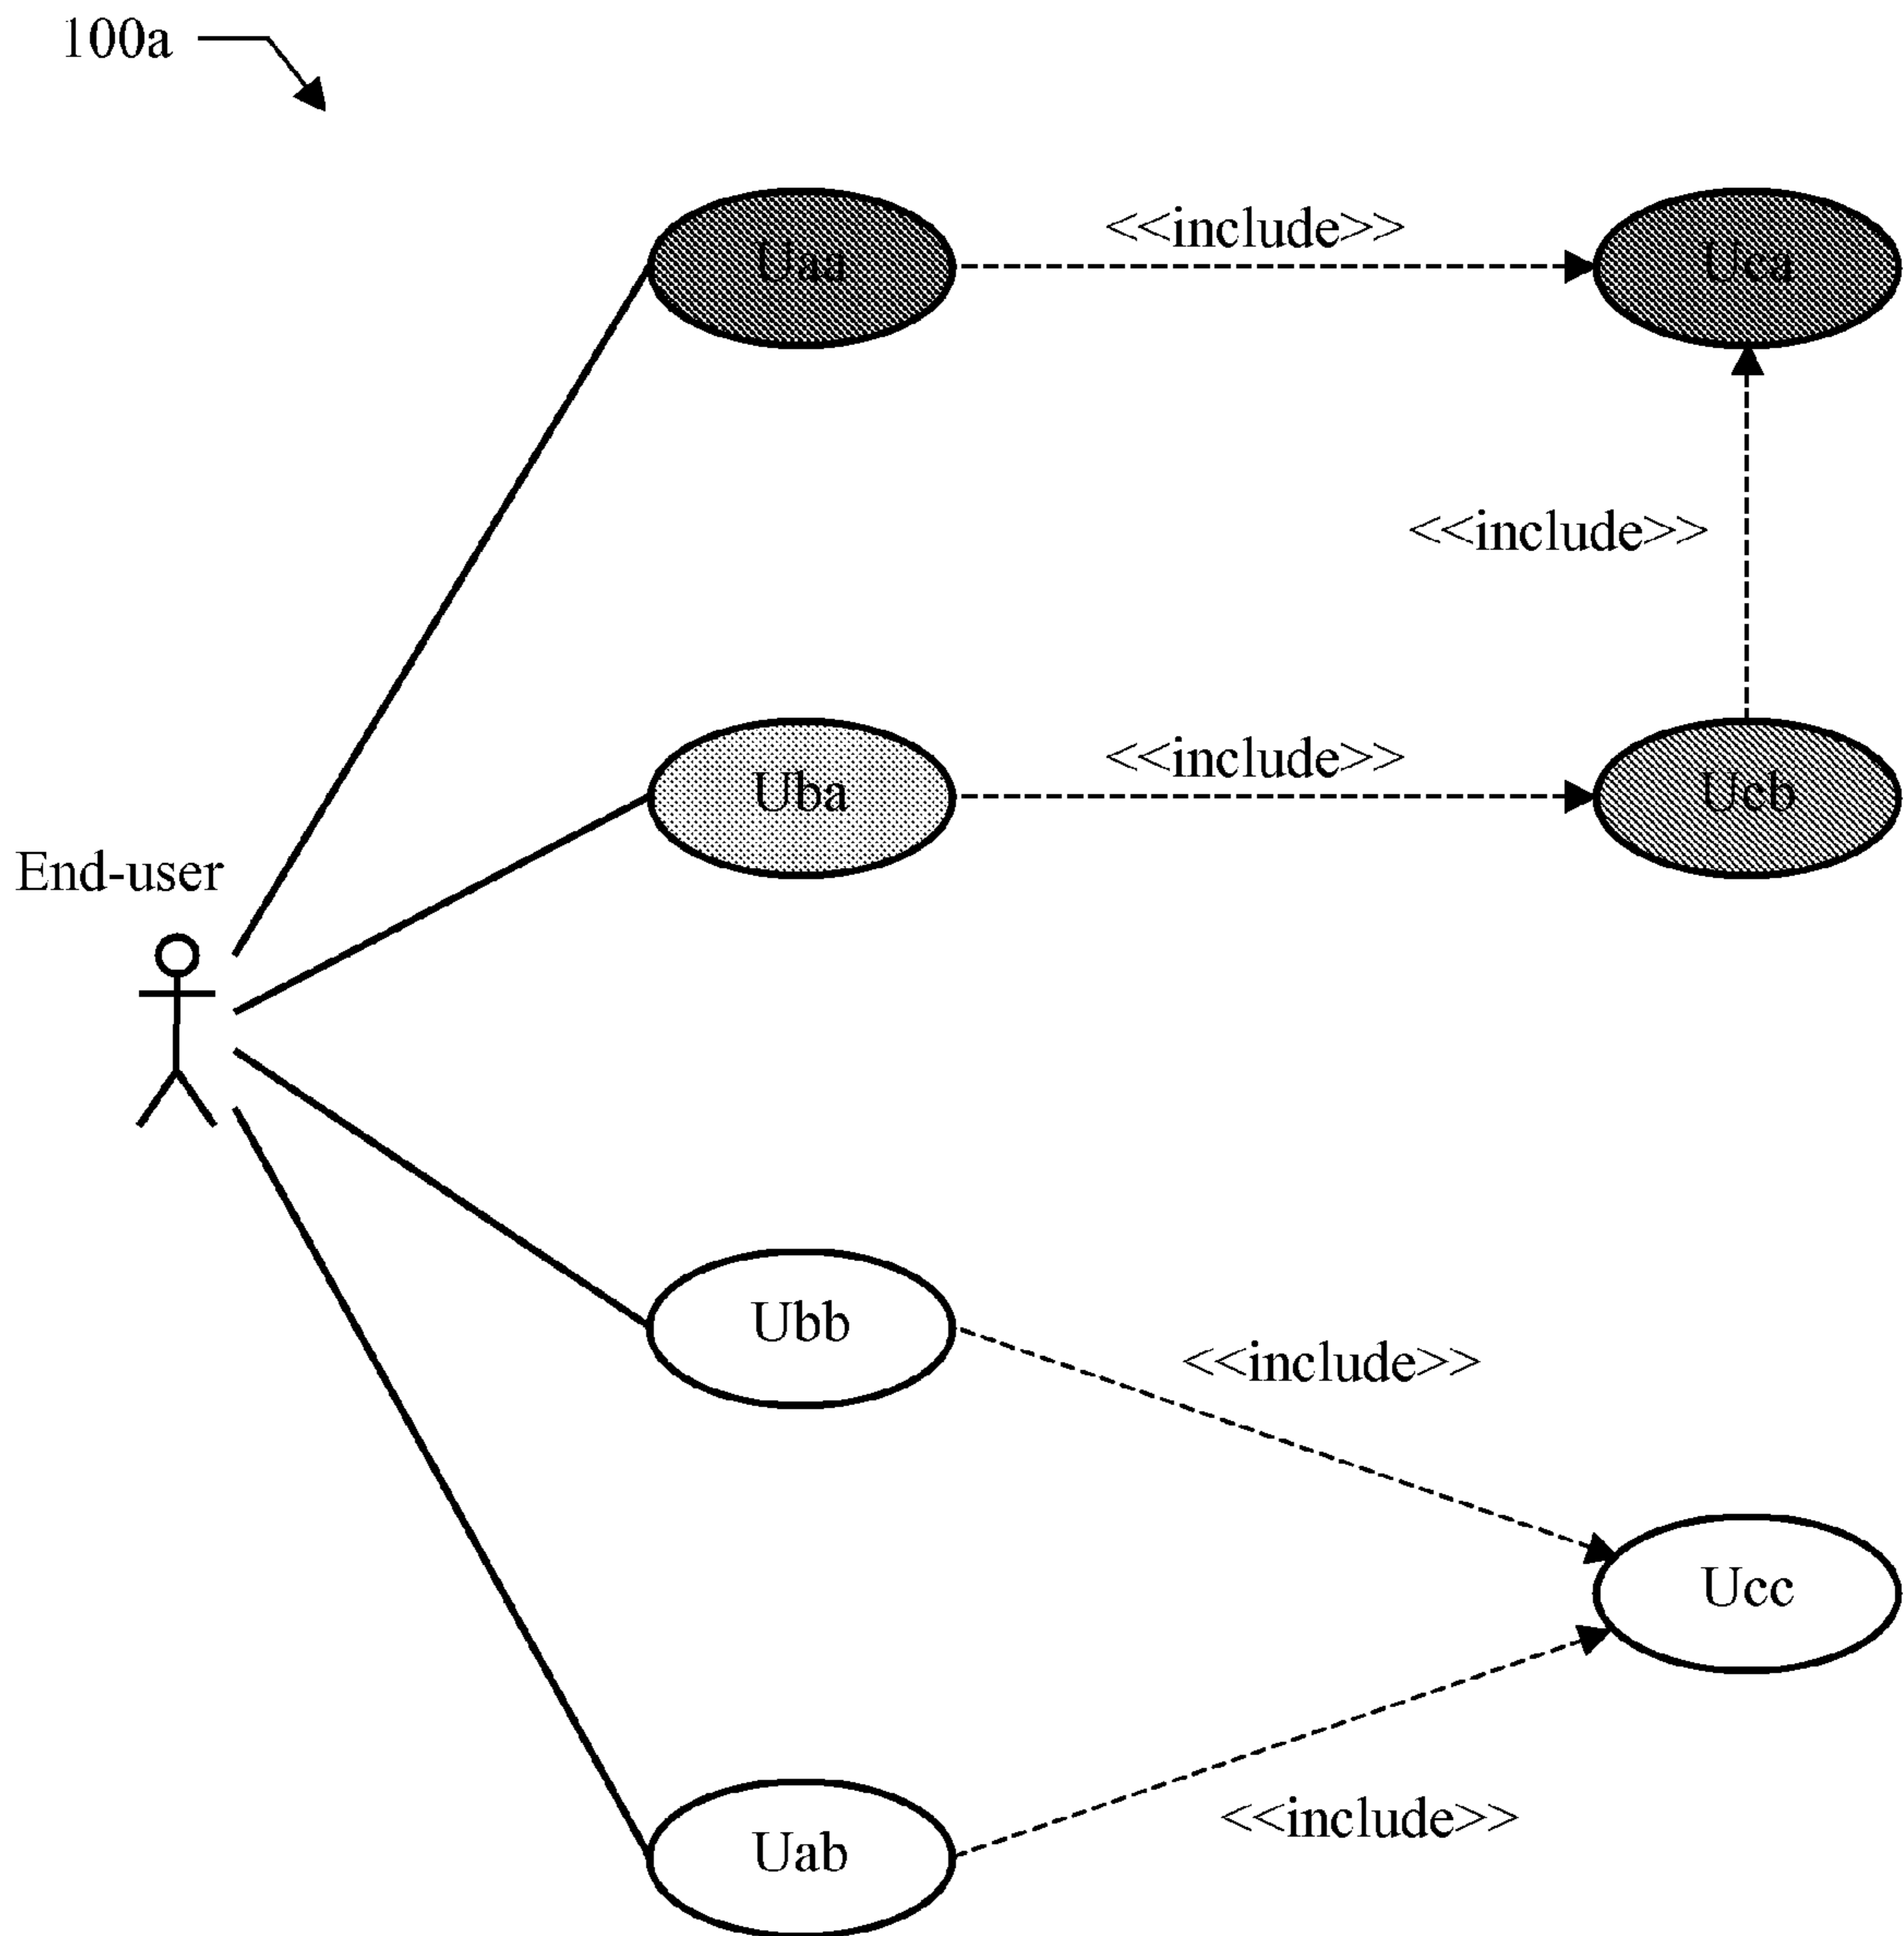 100a
Uaa
<<include>>
Uca
<<include>>
Uba
<<include>>
Ucb
End-user
Ubb
<<include>>
Ucc
Uab
<<include>>